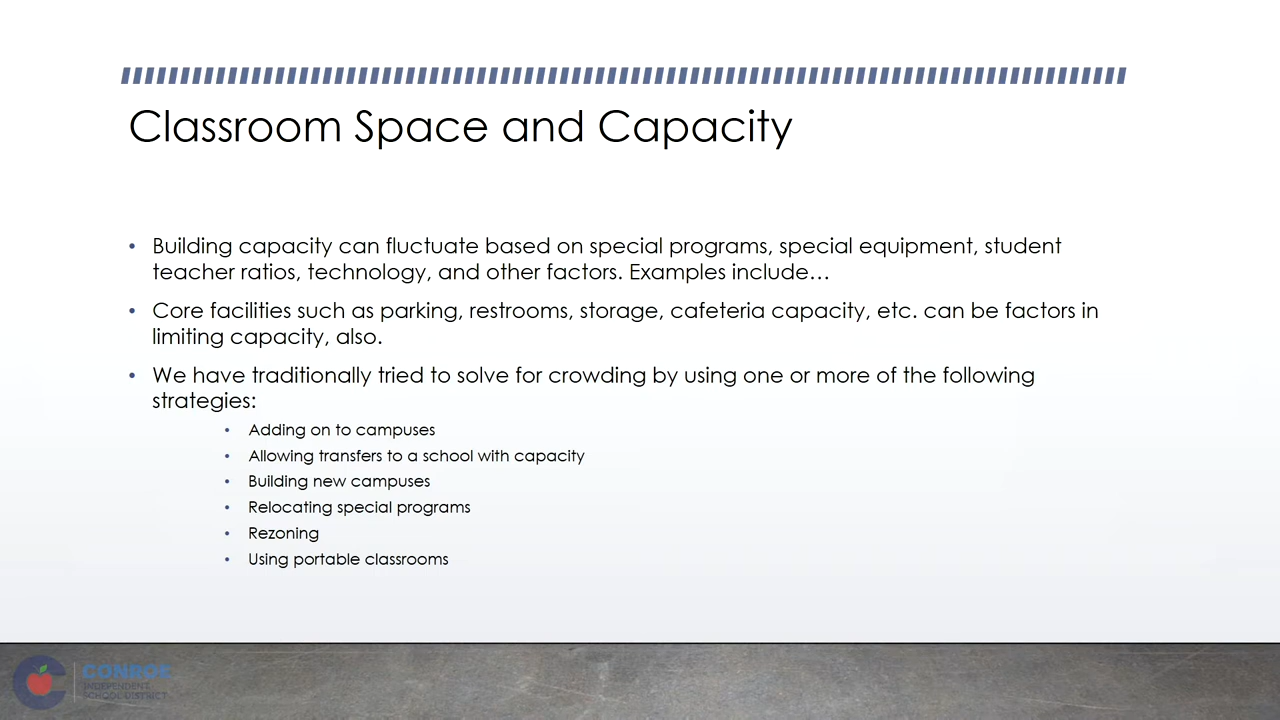 Classroom Space and Capacity
• Building capacity can fluctuate based on special programs, special equipment, student
teacher ratios, technology, and other factors. Examples include…
• Core facilities such as parking, restrooms, storage, cafeteria capacity, etc. can be factors in
limiting capacity, also.
• We have traditionally tried to solve for crowding by using one or more of the following
strategies:
• Adding on to campuses
• Allowing transfers to a school with capacity
• Building new campuses
• Relocating special programs
• Rezoning
• Using portable classrooms
CONROE
INDEPENDENT
SCHOOL DISTRICT